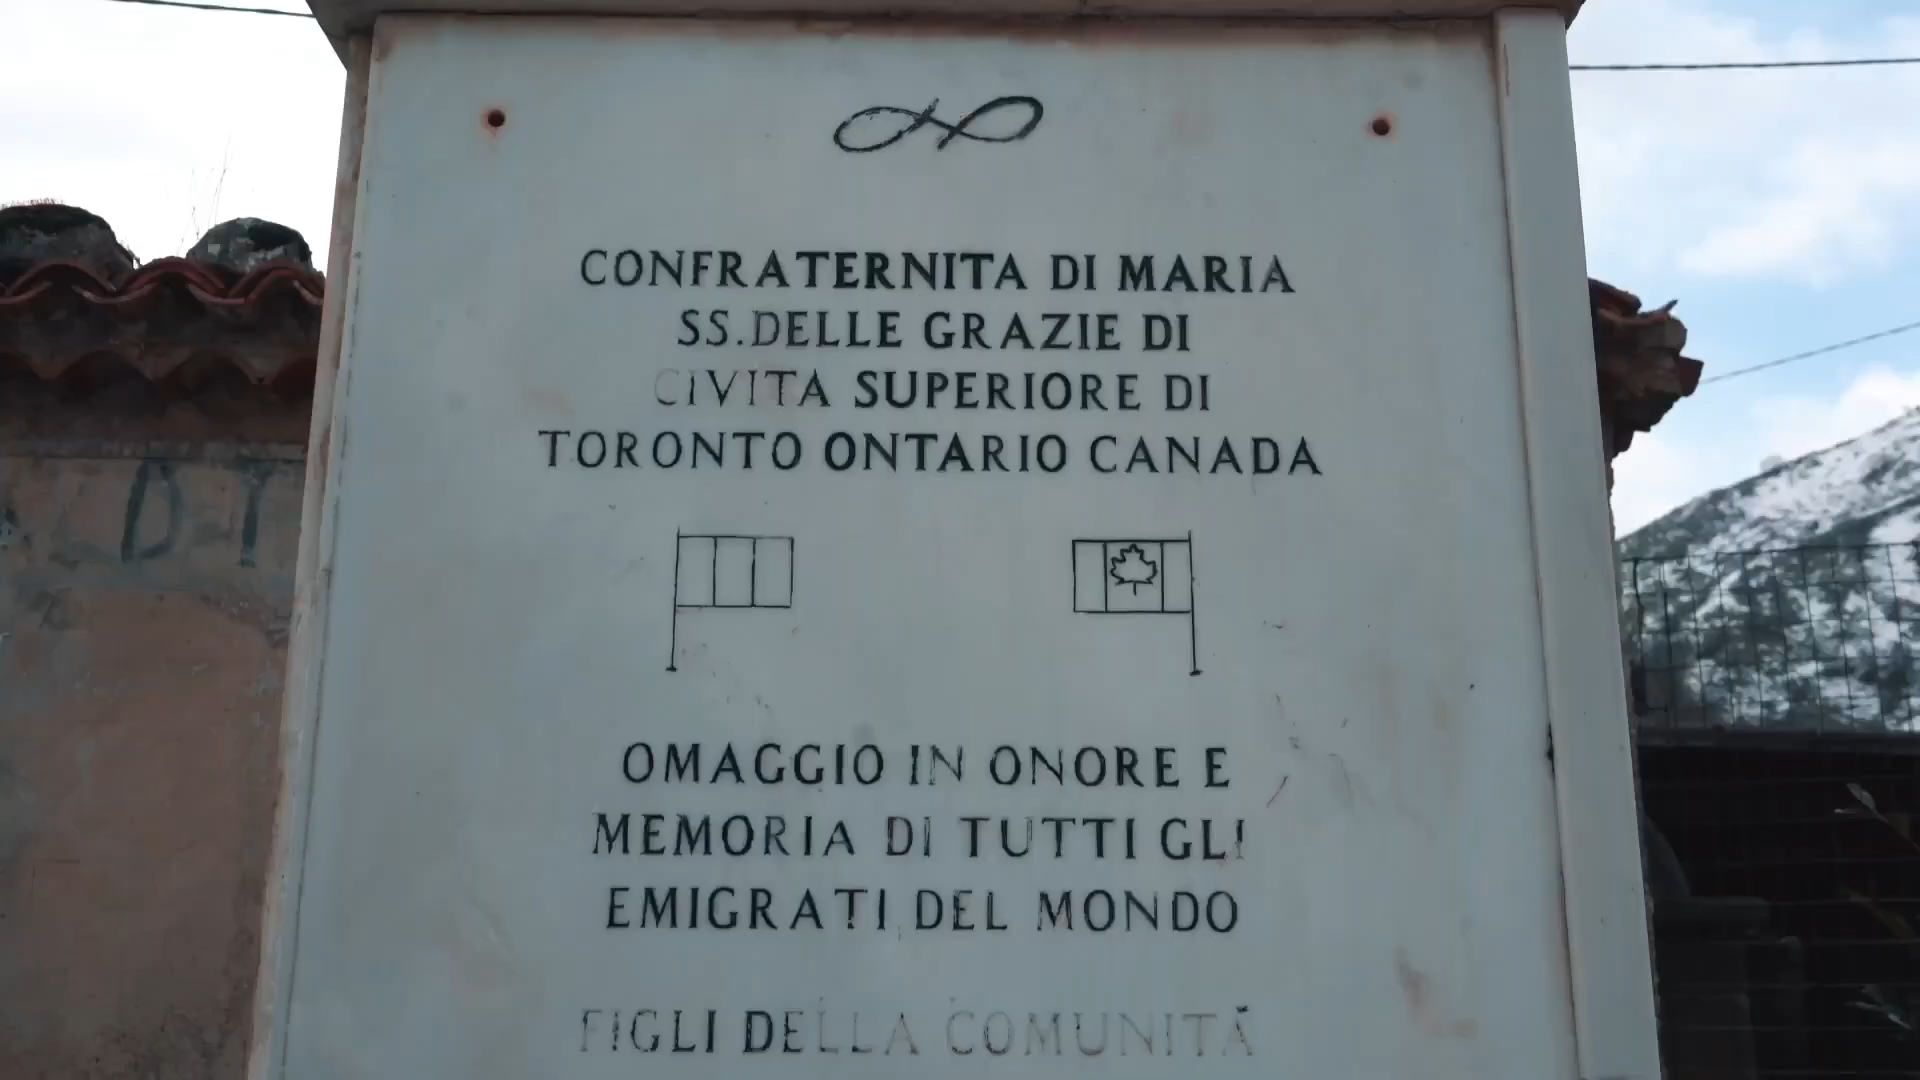 CONFRATERNITA DI MARIA
SS.DELLE GRAZIE DI
CIVITA SUPERIORE DI
TORONTO ONTARIO CANADA
OMAGGIO IN ONORE E
MEMORIA DI TUTTI GLI
EMIGRATI DEL MONDO
FIGLI DELLA COMUNITÁ